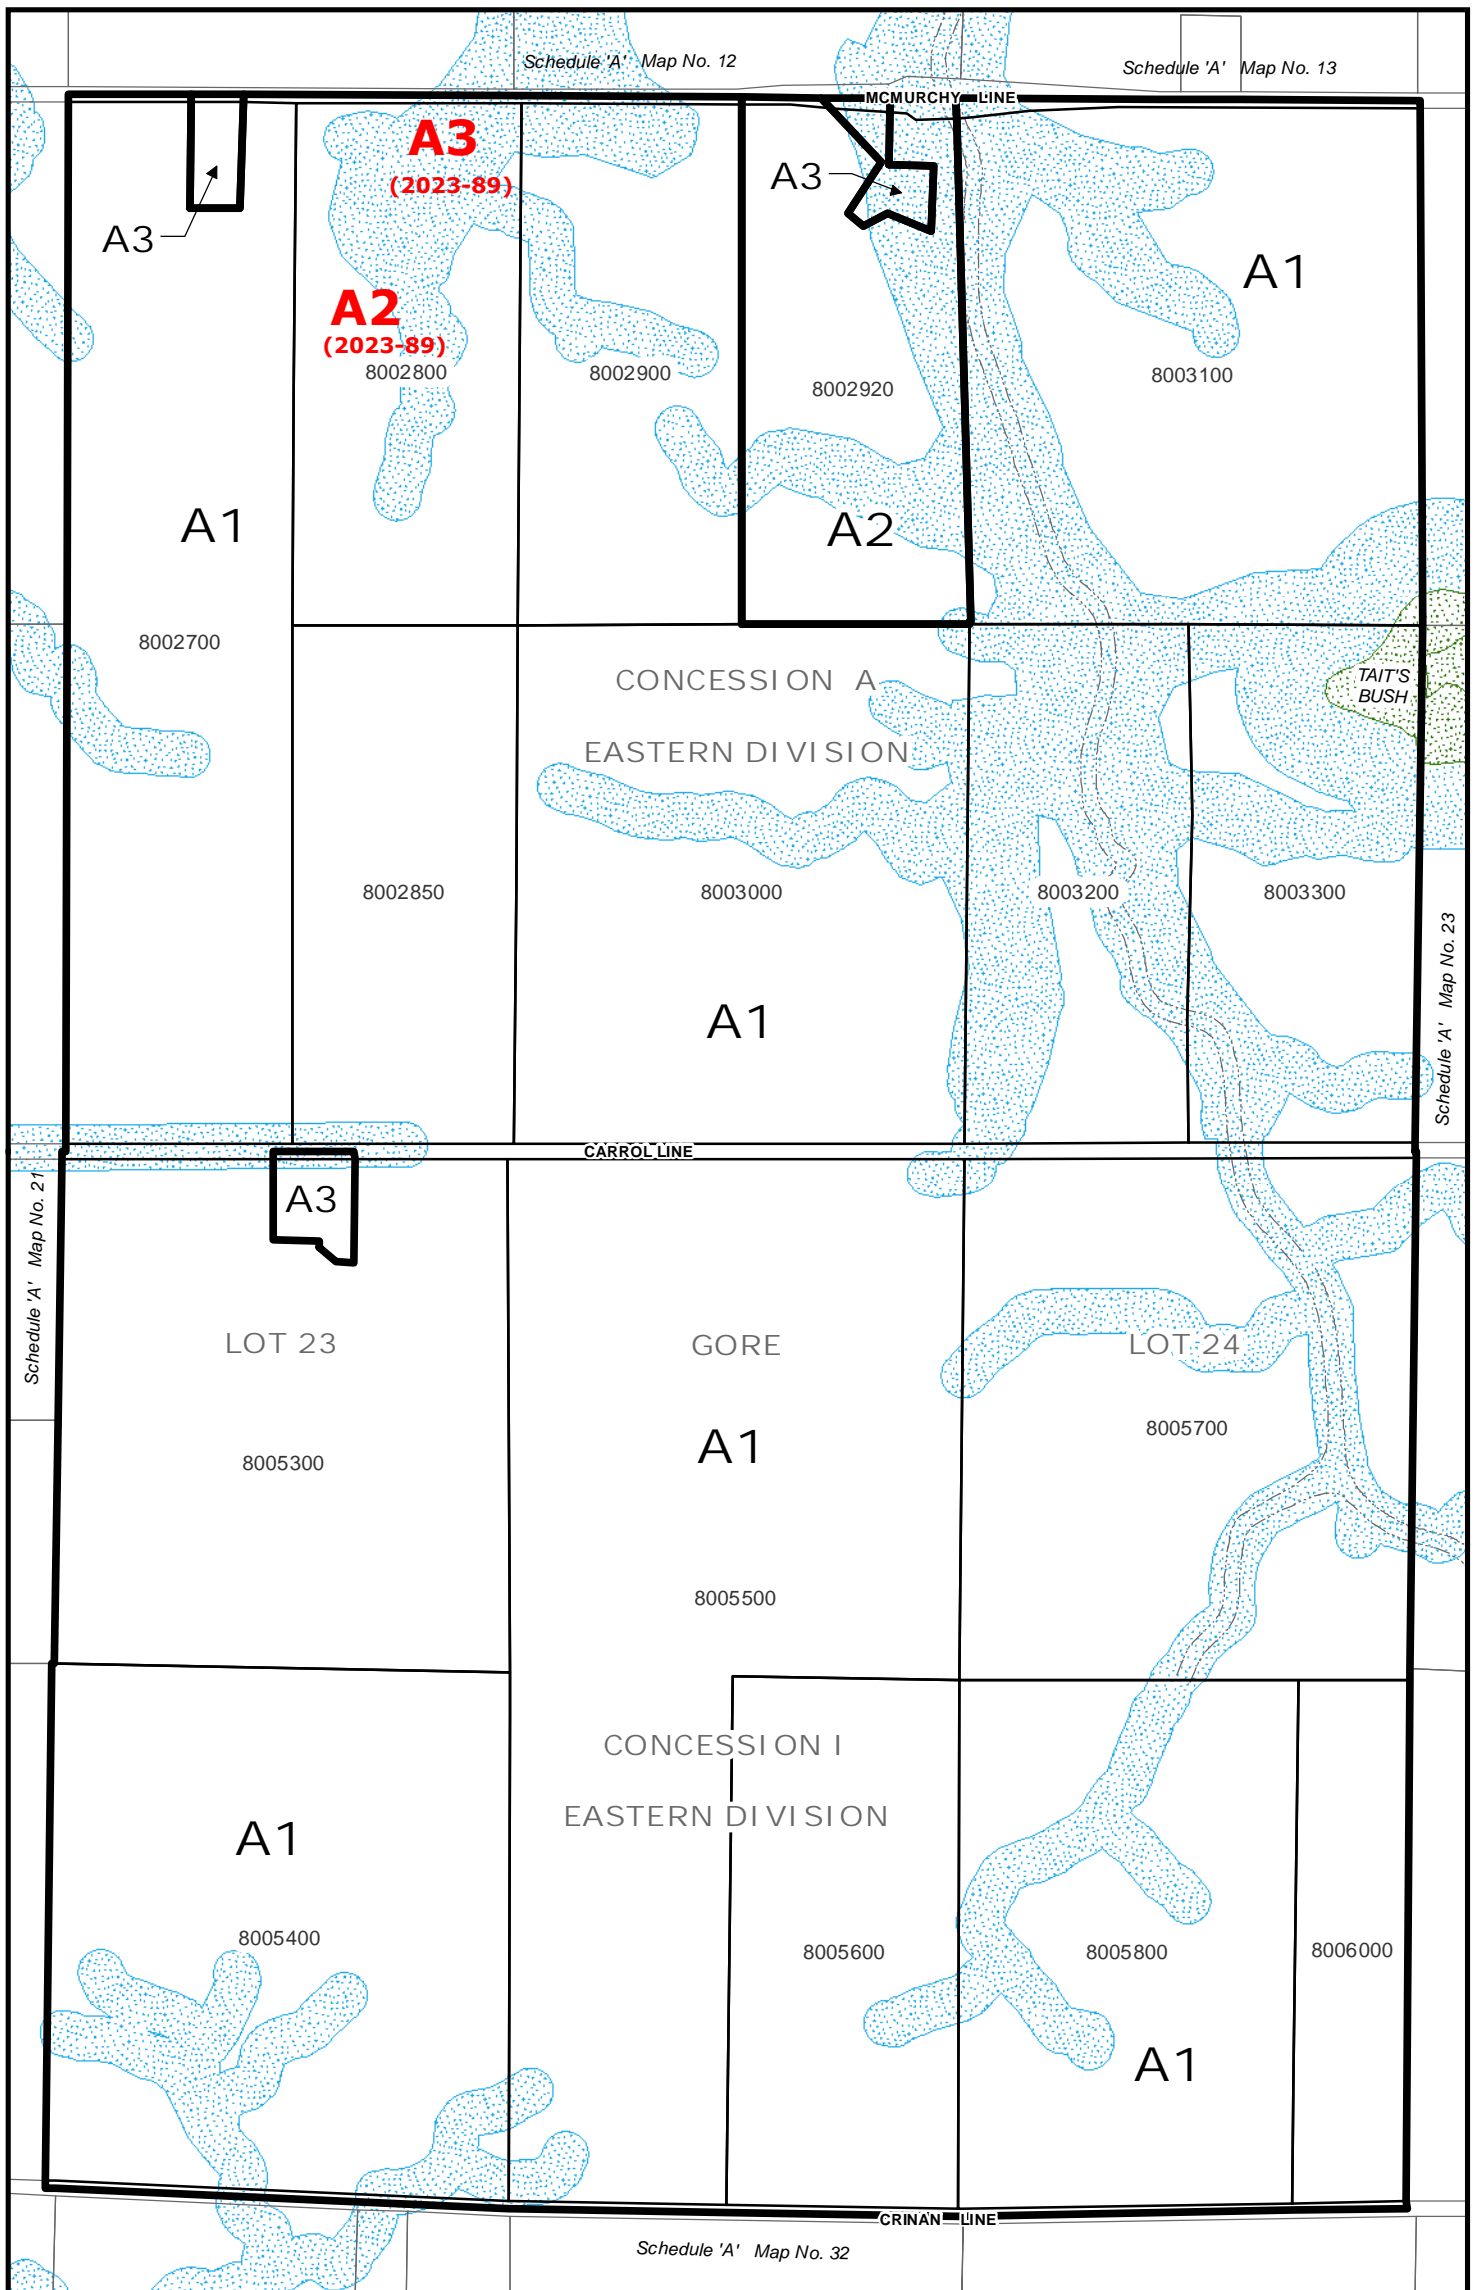 Schedule 'A' Map No. 12
Schedule 'A' Map No. 13
MCMURCHY LINE
A3
(2023-89)
A3
A3
A1
A2
(2023-89)
8002800
8002900
8002920
8003100
A1
A2
8002700
CONCESSION A
TAIT'S
BUSH
EASTERN DIVISION
8002850
8003000
8003200
8003300
Schedule 'A' Map No. 23
A1
CARROL LINE
Schedule 'A' Map No. 21
A3
LOT 23
GORE
LOT 24
A1
8005700
8005300
8005500
CONCESSION I
EASTERN DIVISION
A1
8005400
8005600
8005800
8006000
A1
CRINAN LINE
Schedule 'A' Map No. 32